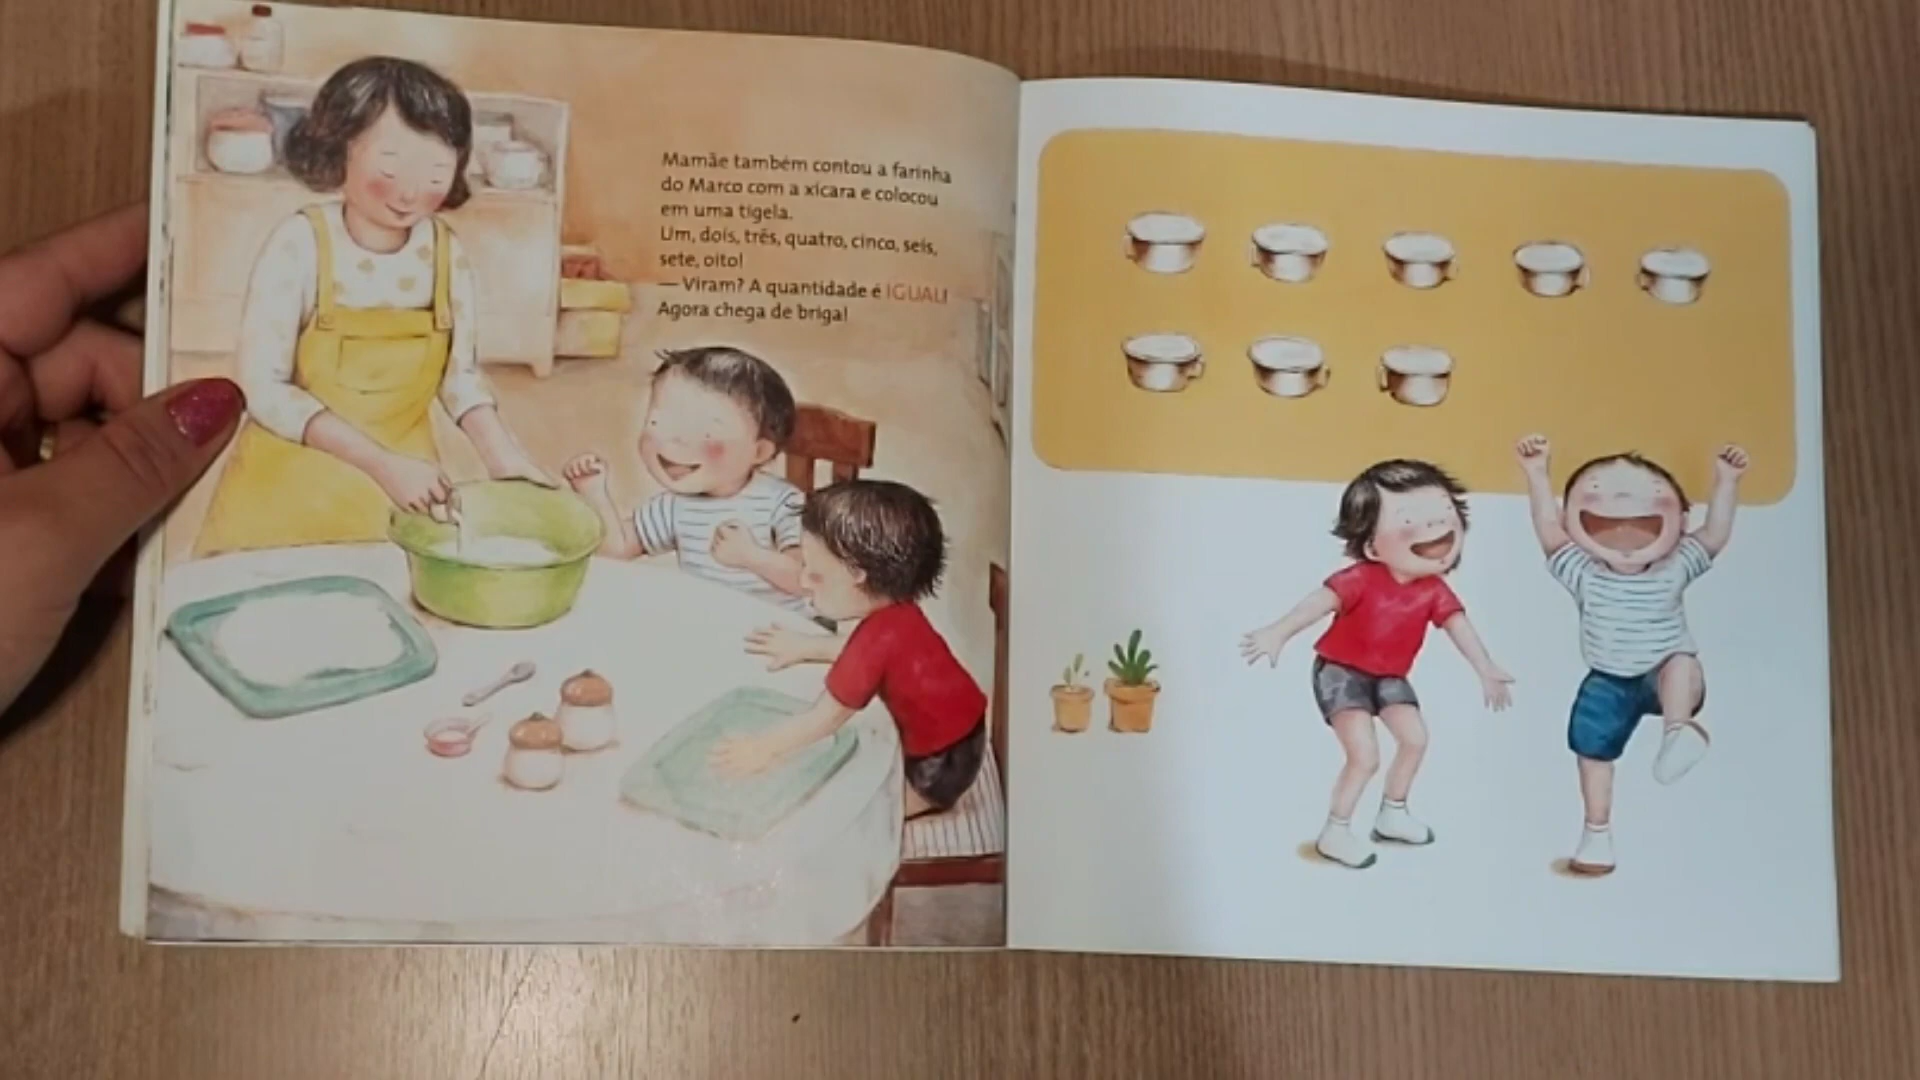 Mamãe também contou a farinha
do Marco com a xícara e colocou
em uma tigela.
Um, dois, três, quatro, cinco, seis,
sete, oito!
— Viram? A quantidade é IGUAL!
Agora chega de briga!